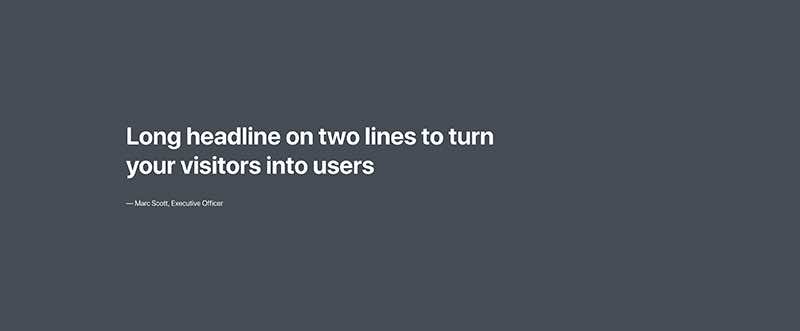 Long headline on two lines to turn
your visitors into users
— Marc Scott, Executive Officer